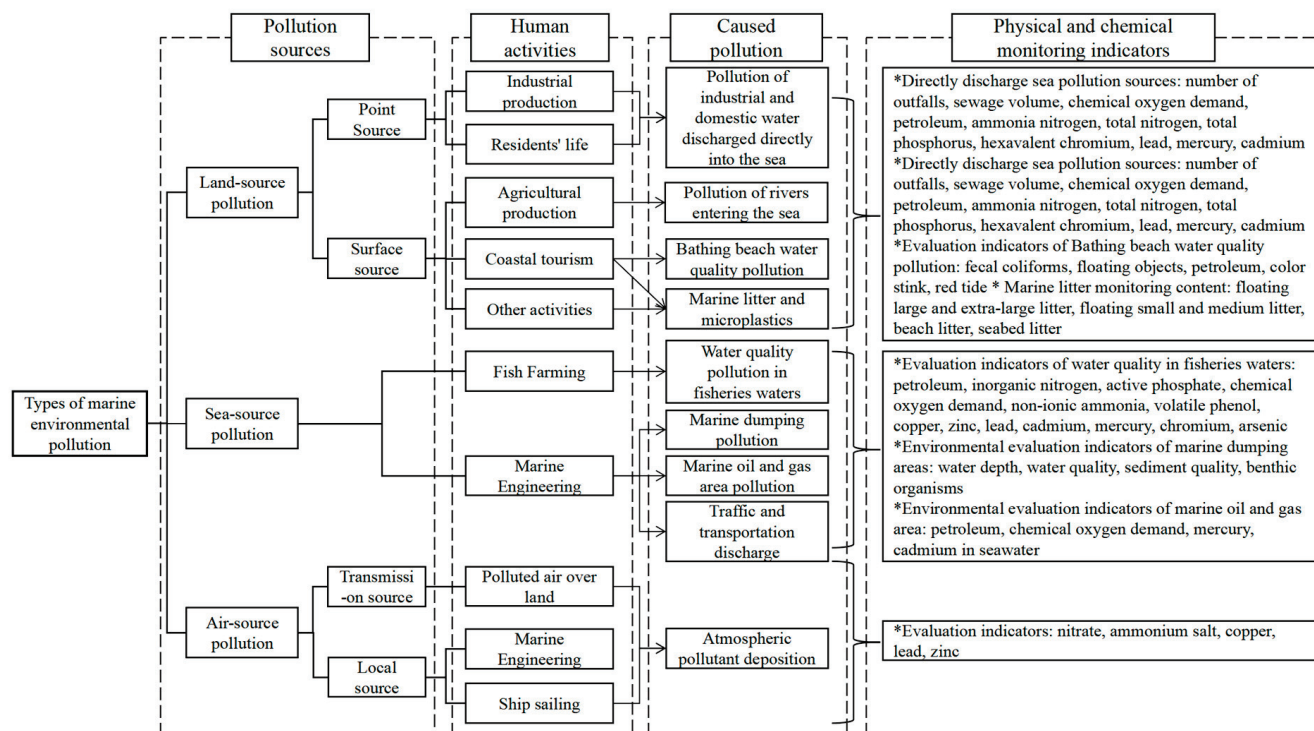 Pollution
sources
Human
activities
Caused
pollution
Physical and chemical
monitoring indicators
Types of marine
environmental
pollution
Land-source
pollution
Sea-source
pollution
Air-source
pollution
Point
Source
Surface
source
Transmissi
-on source
Local
source
Industrial
production
Residents' life
Agricultural
production
Coastal tourism
Other activities
Fish Farming
Marine
Engineering
Polluted air over
land
Marine
Engineering
Ship sailing
Pollution of
industrial and
domestic water
discharged directly
into the sea
Pollution of rivers
entering the sea
Bathing beach water
quality pollution
Marine litter and
microplastics
Water quality
pollution in
fisheries waters
Marine dumping
pollution
Marine oil and gas
area pollution
Traffic and
transportation
discharge
Atmospheric
pollutant deposition
*Directly discharge sea pollution sources: number of
outfalls, sewage volume, chemical oxygen demand,
petroleum, ammonia nitrogen, total nitrogen, total
phosphorus, hexavalent chromium, lead, mercury, cadmium
*Directly discharge sea pollution sources: number of
outfalls, sewage volume, chemical oxygen demand,
petroleum, ammonia nitrogen, total nitrogen, total
phosphorus, hexavalent chromium, lead, mercury, cadmium
*Evaluation indicators of Bathing beach water quality
pollution: fecal coliforms, floating objects, petroleum, color
stink, red tide * Marine litter monitoring content: floating
large and extra-large litter, floating small and medium litter,
beach litter, seabed litter
*Evaluation indicators of water quality in fisheries waters:
petroleum, inorganic nitrogen, active phosphate, chemical
oxygen demand, non-ionic ammonia, volatile phenol,
copper, zinc, lead, cadmium, mercury, chromium, arsenic
*Environmental evaluation indicators of marine dumping
areas: water depth, water quality, sediment quality, benthic
organisms
*Environmental evaluation indicators of marine oil and gas
area: petroleum, chemical oxygen demand, mercury,
cadmium in seawater
*Evaluation indicators: nitrate, ammonium salt, copper,
lead, zinc